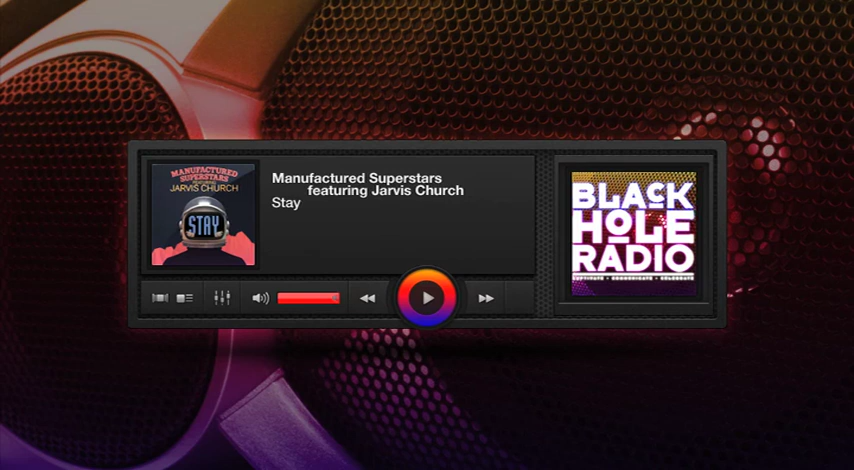 MANUFACTURED
SUPERSTARS
JARVIS CHURCH
STAY
Manufactured Superstars
featuring Jarvis Church
Stay
BLACK
HOLE
RADIO